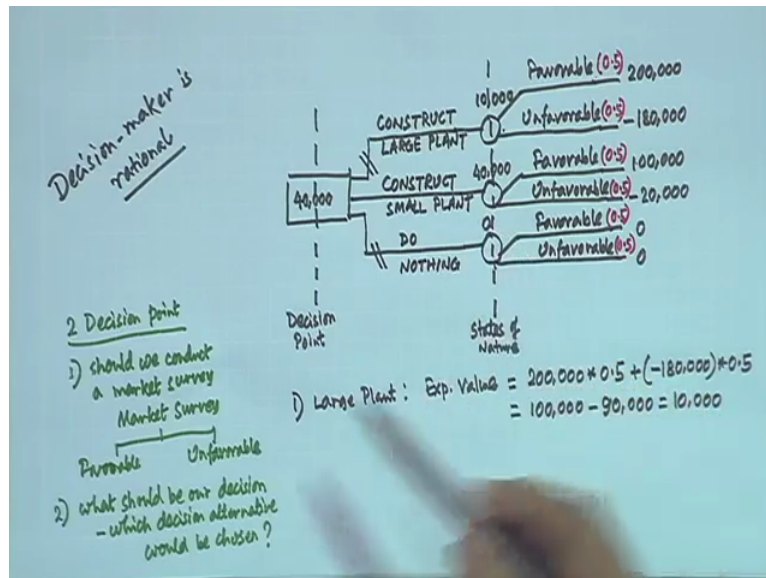 Decision-maker is
rational
CONSTRUCT
LARGE PLANT
10,000
1
Favorable (0.5) 200,000
Unfavorable (0.5) -180,000
40,000
CONSTRUCT
SMALL PLANT
40,000
1
Favorable (0.5) 100,000
Unfavorable (0.5) -20,000
DO
NOTHING
0
1
Favorable (0.5) 0
Unfavorable (0.5) 0
Decision
Point
States of
Nature
2 Decision point
1) should we conduct
a market survey
Market Survey
Favorable Unfavorable
2) what should be our decision
- which decision alternative
would be chosen?
1) Large Plant: Exp. Value = 200,000 * 0.5 + (-180,000) * 0.5
= 100,000 - 90,000 = 10,000